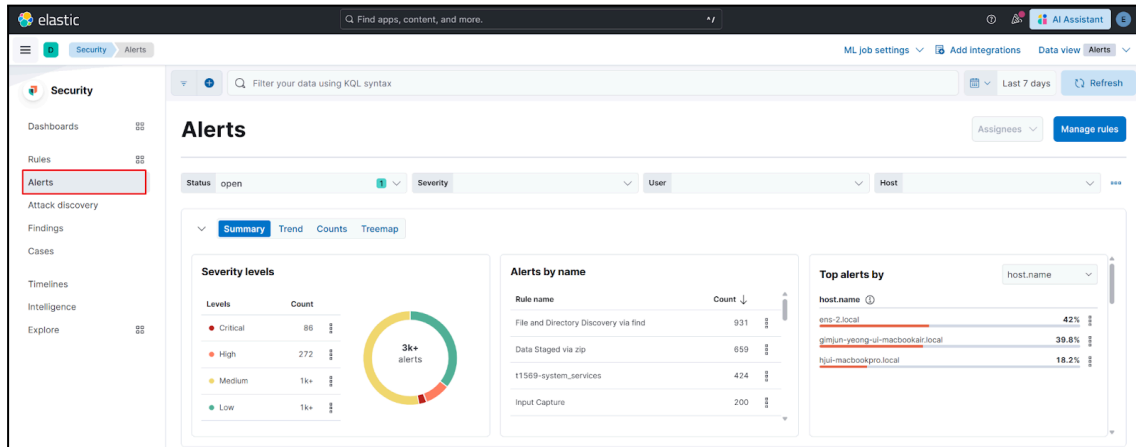 elastic
Find apps, content, and more.
^/
AI Assistant
E
D
Security
Alerts
ML job settings
Add integrations
Data view
Alerts
Security
Filter your data using KQL syntax
Last 7 days
Refresh
Dashboards
Alerts
Assignees
Manage rules
Rules
Alerts
Attack discovery
Findings
Cases
Timelines
Intelligence
Explore
Status open 1
Severity
User
Host
Summary Trend Counts Treemap
Severity levels
Levels Count
Critical 86
High 272
Medium 1k+
Low 1k+
3k+
alerts
Alerts by name
Rule name Count
File and Directory Discovery via find 931
Data Staged via zip 659
t1569-system_services 424
Input Capture 200
Top alerts by
host.name
host.name
ens-2.local 42%
gimjun-yeong-ui-macbookair.local 39.8%
hjui-macbookpro.local 18.2%